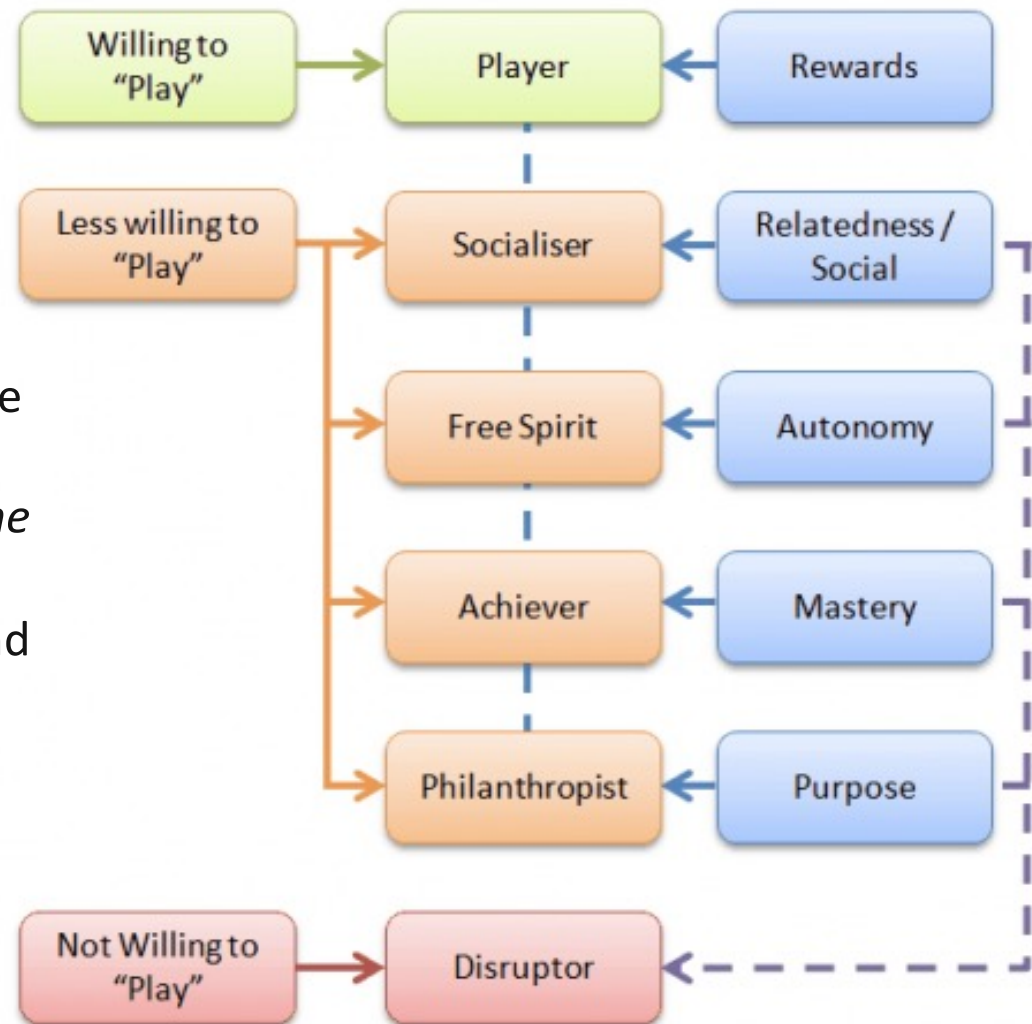 Willing to
“Play”
Player
Rewards
Less willing to
“Play”
Socialiser
Relatedness /
Social
e
Free Spirit
Autonomy
ne
Achiever
Mastery
d
Philanthropist
Purpose
Not Willing to
“Play”
Disruptor